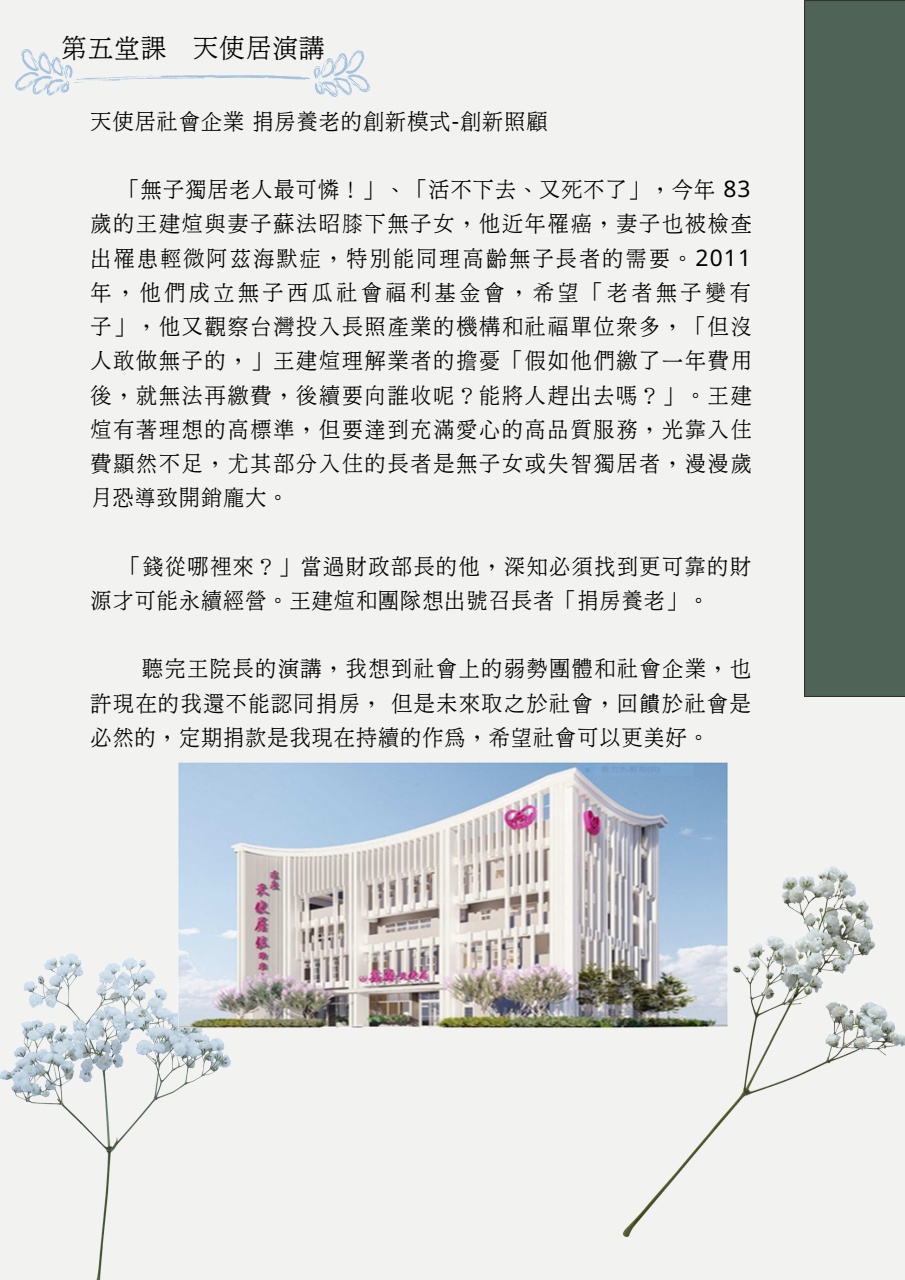 第五堂課　天使居演講
天使居社會企業 捐房養老的創新模式-創新照顧
「無子獨居老人最可憐！」、「活不下去、又死不了」，今年 83
歲的王建煊與妻子蘇法昭膝下無子女，他近年罹癌，妻子也被檢查
出罹患輕微阿茲海默症，特別能同理高齡無子長者的需要。2011
年，他們成立無子西瓜社會福利基金會，希望「老者無子變有
子」，他又觀察台灣投入長照產業的機構和社福單位眾多，「但沒
人敢做無子的，」王建煊理解業者的擔憂「假如他們繳了一年費用
後，就無法再繳費，後續要向誰收呢？能將人趕出去嗎？」。王建
煊有著理想的高標準，但要達到充滿愛心的高品質服務，光靠入住
費顯然不足，尤其部分入住的長者是無子女或失智獨居者，漫漫歲
月恐導致開銷龐大。
「錢從哪裡來？」當過財政部長的他，深知必須找到更可靠的財
源才可能永續經營。王建煊和團隊想出號召長者「捐房養老」。
聽完王院長的演講，我想到社會上的弱勢團體和社會企業，也
許現在的我還不能認同捐房， 但是未來取之於社會，回饋於社會是
必然的，定期捐款是我現在持續的作為，希望社會可以更美好。
天使居